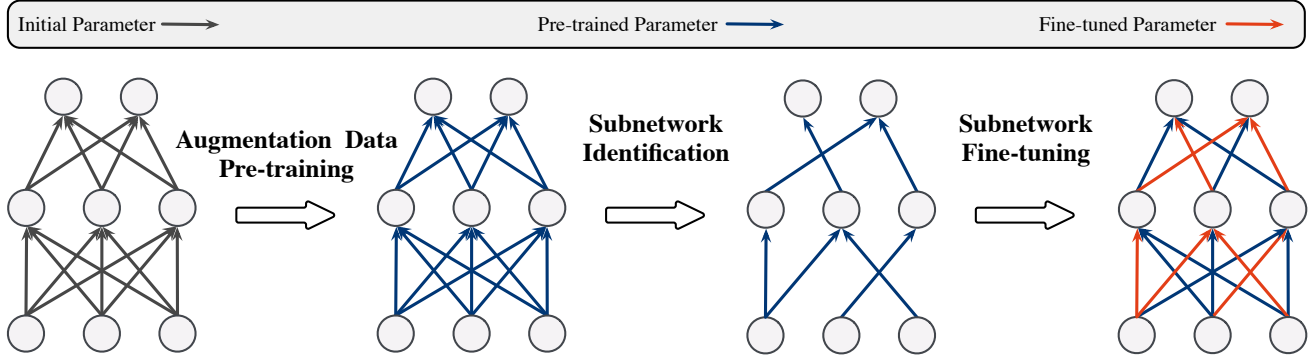 Initial Parameter
Pre-trained Parameter
Fine-tuned Parameter
Augmentation Data
Pre-training
Subnetwork
Identification
Subnetwork
Fine-tuning